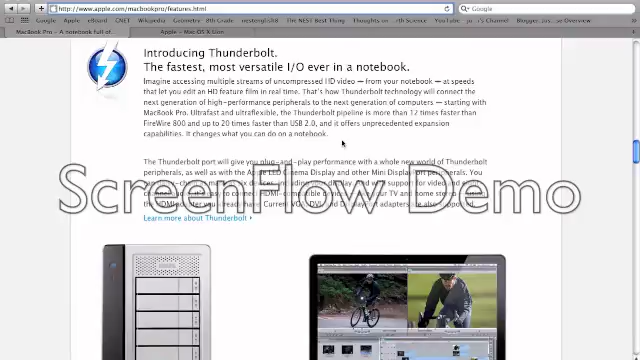 http://www.apple.com/macbookpro/features.html
Google
Apple eBoard CNET Wikipedia Geometry Channel B News nestenglish8 The NEST Best Thing Thoughts on
MacBook Pro – A notebook full of.
Apple – Mac OS X Lion
Introducing Thunderbolt.
The fastest, most versatile I/O ever in a notebook.
Imagine accessing multiple streams of uncompressed HD video — from your notebook — at speeds
that let you edit an HD feature film in real time. That's how Thunderbolt technology will connect the
next generation of high-performance peripherals to the next generation of computers — starting with
MacBook Pro. Ultrafast and ultraflexible, the Thunderbolt pipeline is more than 12 times faster than
FireWire 800 and up to 20 times faster than USB 2.0, and it offers unprecedented expansion
capabilities. It changes what you can do on a notebook.
The Thunderbolt port will give you plug-and-play performance with a whole new world of Thunderbolt
peripherals, as well as with the Apple LED Cinema Display and other Mini DisplayPort peripherals. You
ScreenFlow Demo
Learn more about Thunderbolt